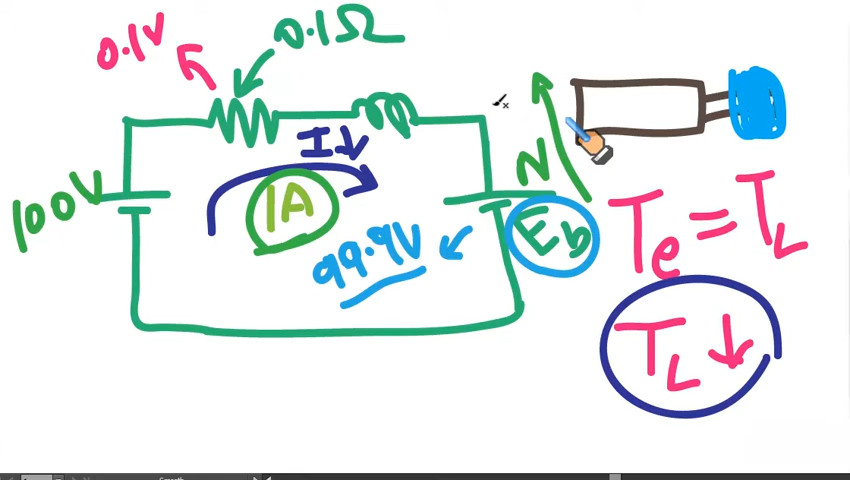 0.1V
0.1Ω
I↓
N
100V
1A
Eb
99.9V
Te = TL
TL ↓